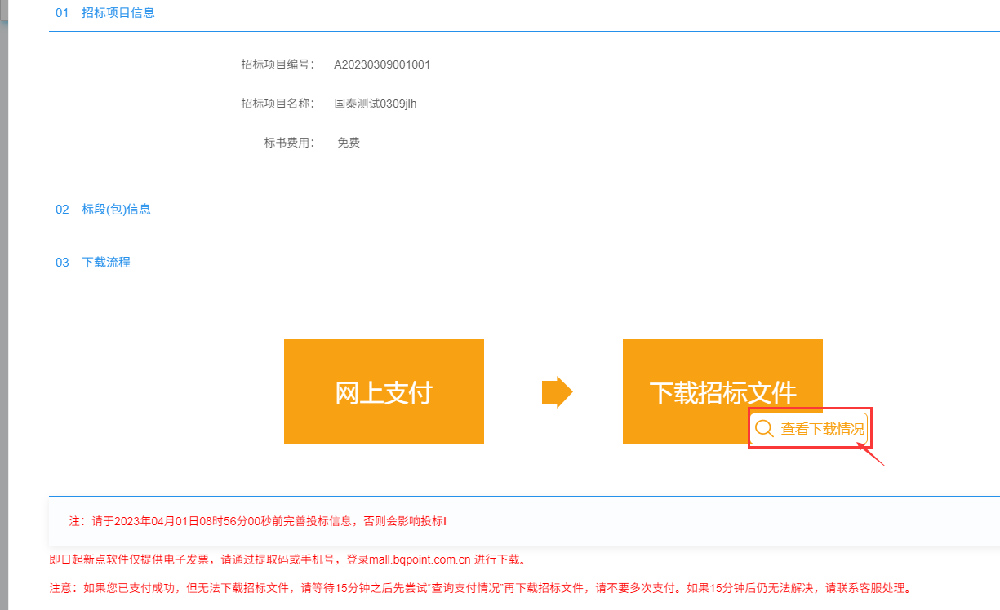 01 招标项目信息
招标项目编号： A20230309001001
招标项目名称： 国泰测试0309jlh
标书费用： 免费
02 标段(包)信息
03 下载流程
网上支付
下载招标文件
查看下载情况
注：请于2023年04月01日08时56分00秒前完善投标信息，否则会影响投标!
即日起新点软件仅提供电子发票，请通过提取码或手机号，登录mall.bqpoint.com.cn 进行下载。
注意：如果您已支付成功，但无法下载招标文件，请等待15分钟之后先尝试“查询支付情况”再下载招标文件，请不要多次支付。如果15分钟后仍无法解决，请联系客服处理。